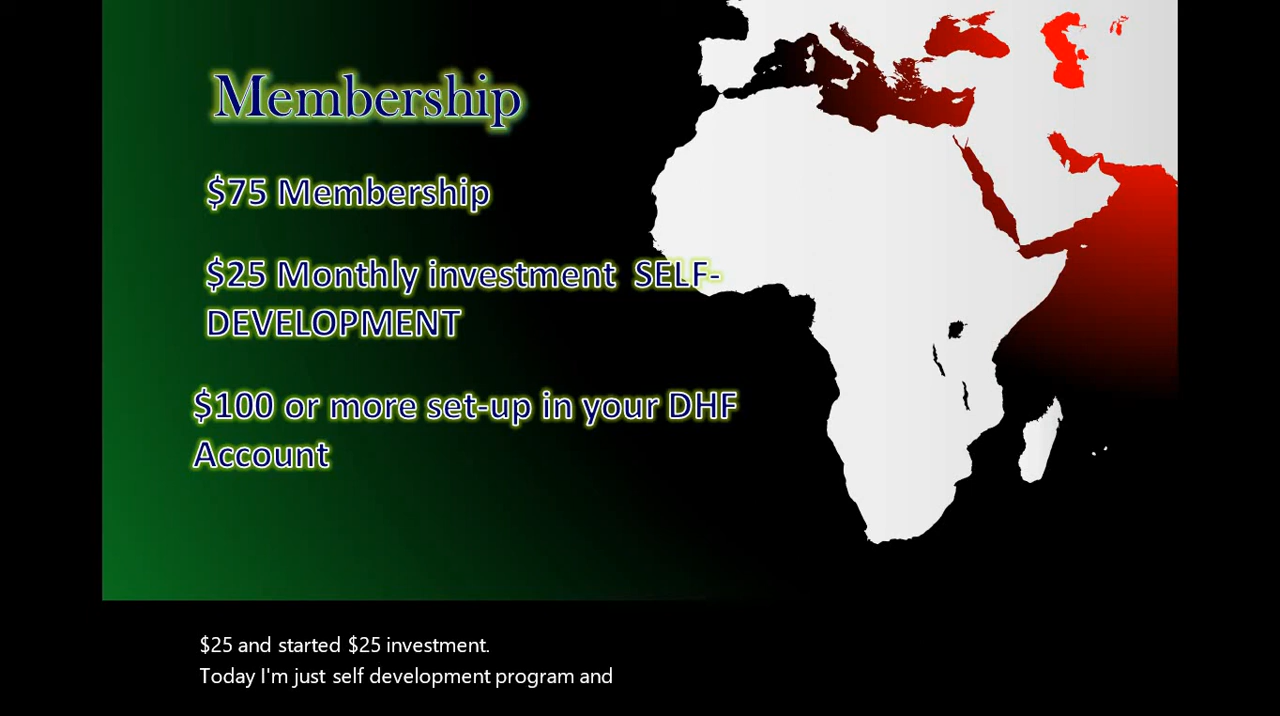 Membership
$75 Membership
$25 Monthly investment  SELF-
DEVELOPMENT
$100 or more set-up in your DHF
Account
$25 and started $25 investment.
Today I'm just self development program and